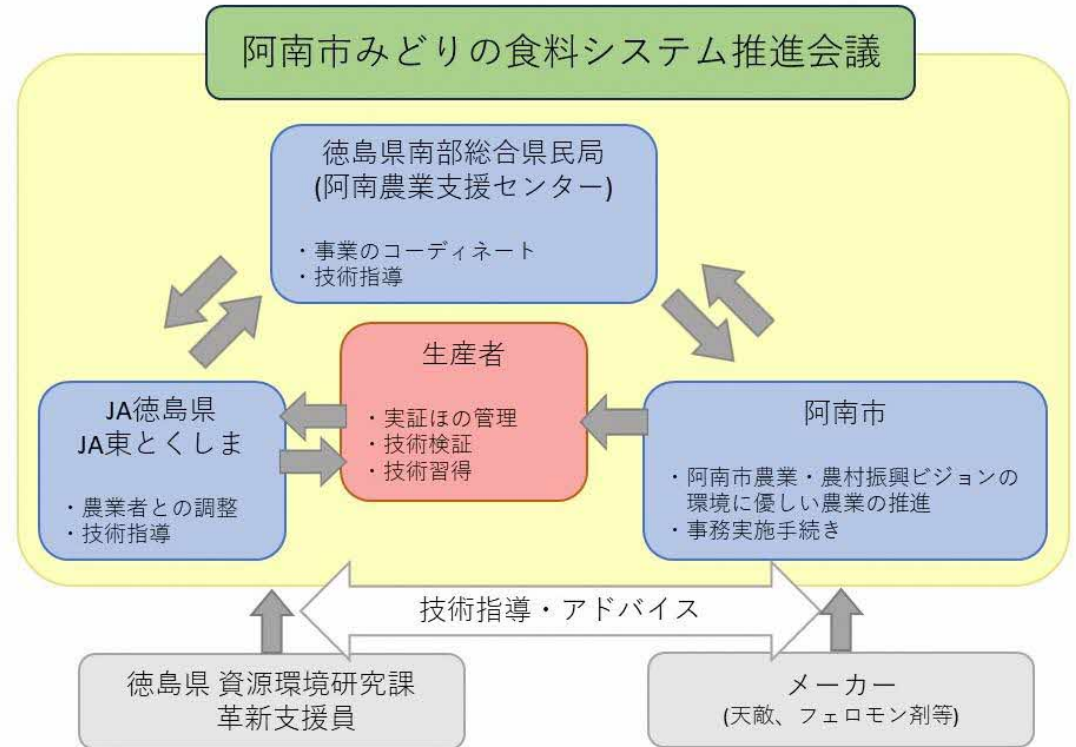 阿南市みどりの食料システム推進会議
徳島県南部総合県民局
(阿南農業支援センター)
・事業のコーディネート
・技術指導
生産者
・実証ほの管理
・技術検証
・技術習得
JA徳島県
JA東とくしま
・農業者との調整
・技術指導
阿南市
・阿南市農業・農村振興ビジョンの
環境に優しい農業の推進
・事務実施手続き
技術指導・アドバイス
徳島県 資源環境研究課
革新支援員
メーカー
(天敵、フェロモン剤等)